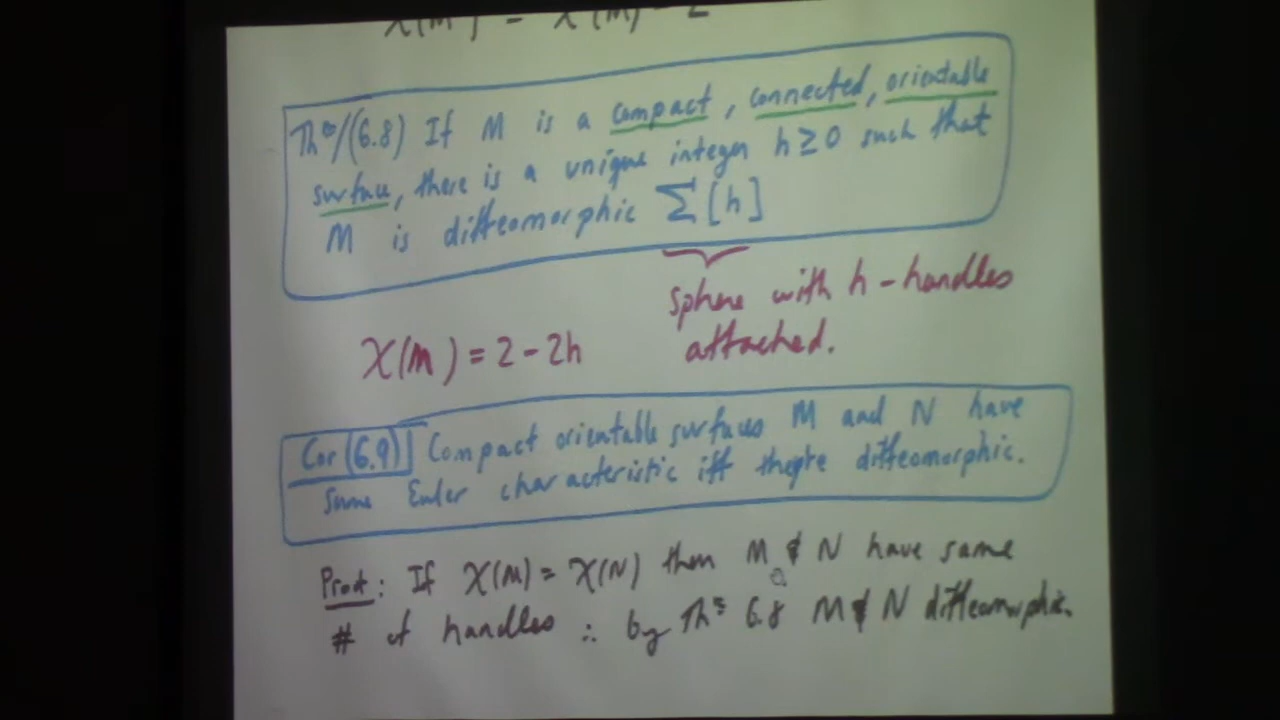 χ(M ) = χ(M) - 2
Thm/(6.8) If M is a compact, connected, orientable
surface, there is a unique integer h ≥ 0 such that
M is diffeomorphic Σ[h]
sphere with h - handles
attached.
χ(M) = 2 - 2h
Cor (6.9) Compact orientable surfaces M and N have
same Euler characteristic iff they're diffeomorphic.
Proof: If χ(M) = χ(N) then M & N have same
# of handles ∴ by Thm 6.8 M & N diffeomorphic.